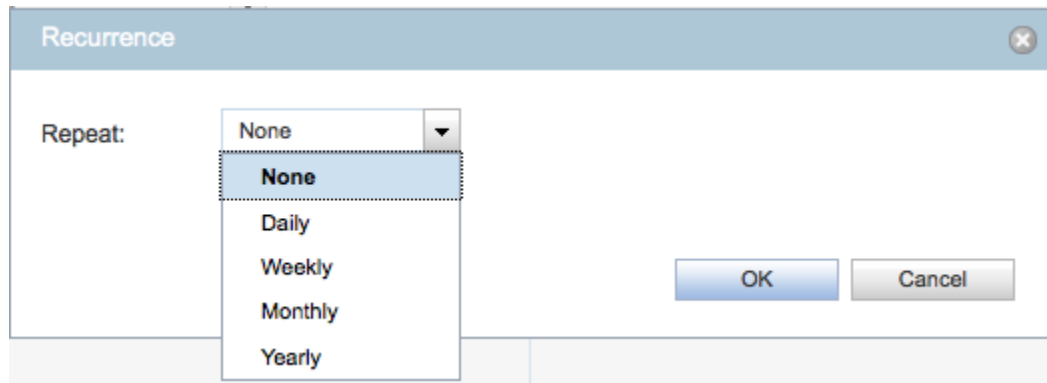 Recurrence
Repeat: None
None
Daily
Weekly
OK Cancel
Monthly
Yearly